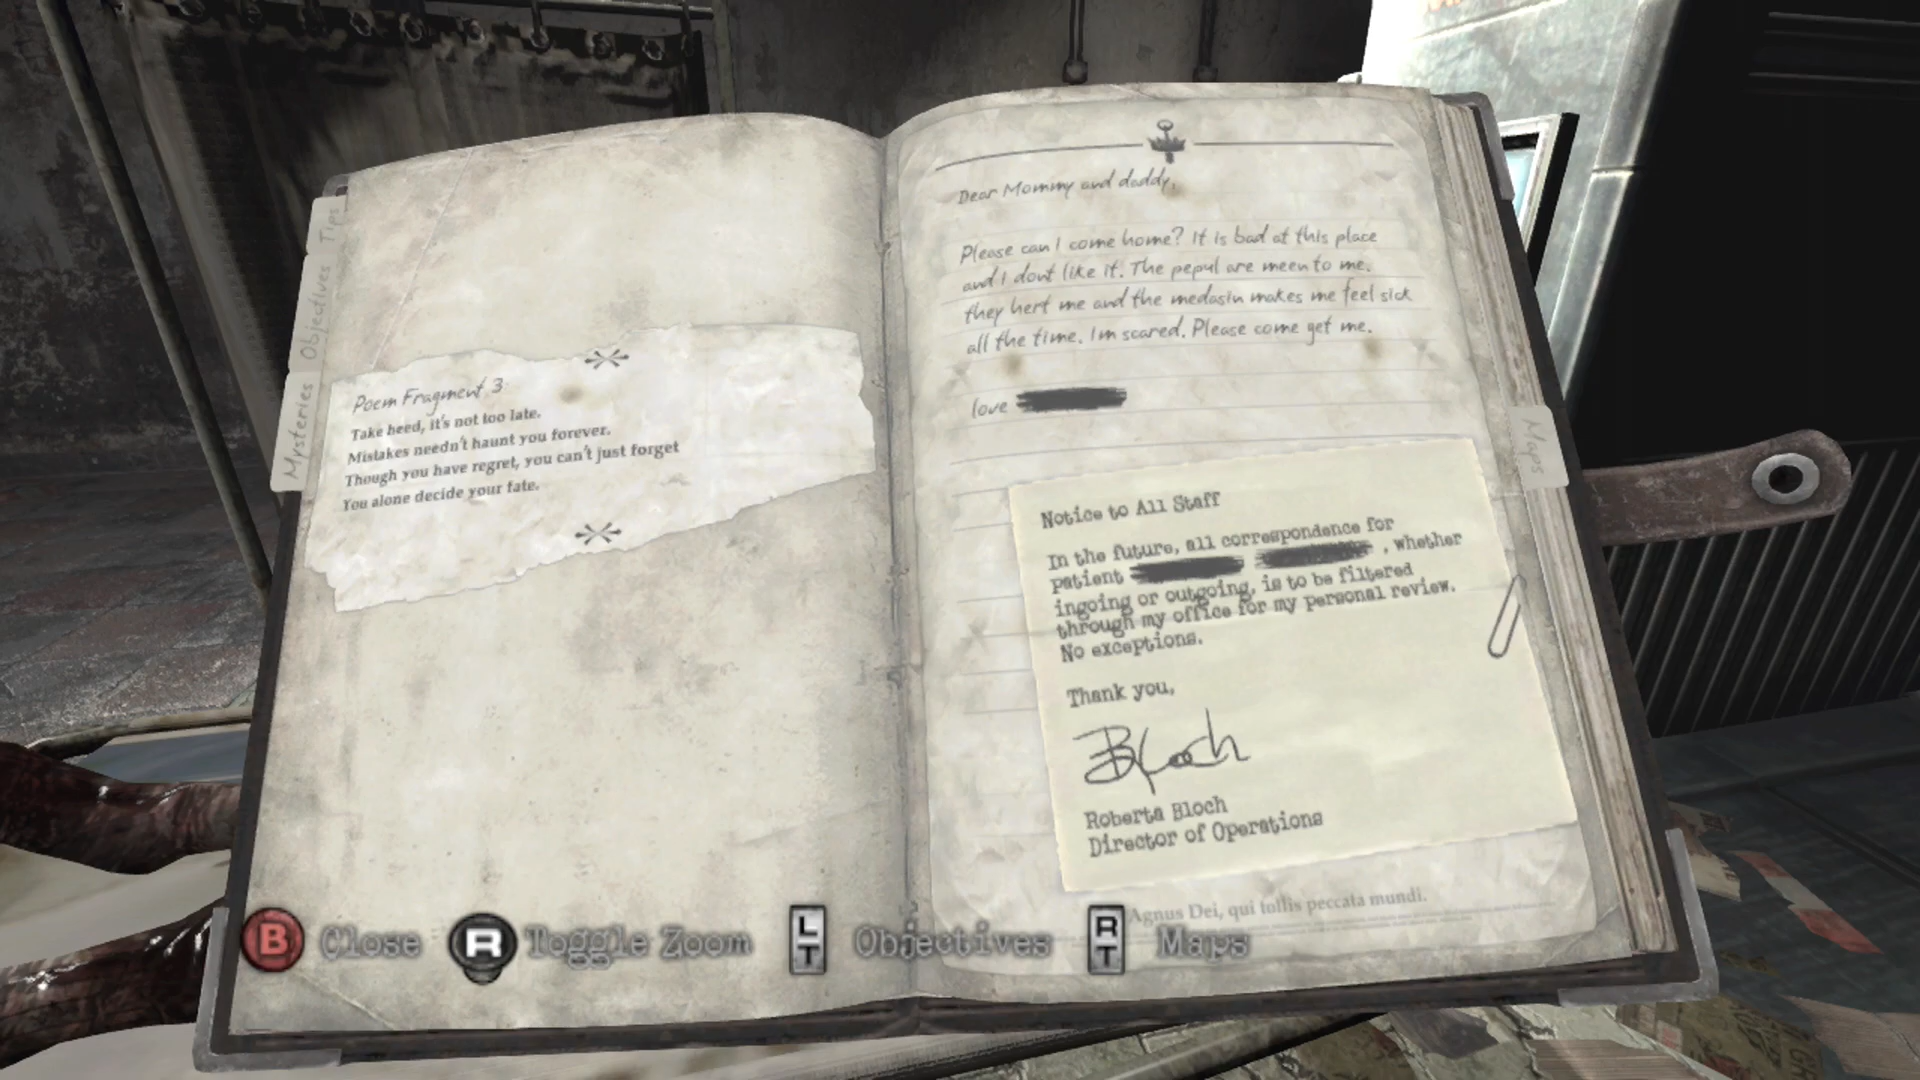 Tips
Objectives
Mysteries
Poem Fragment 3
Take heed, it's not too late.
Mistakes needn't haunt you forever.
Though you have regret, you can't just forget
You alone decide your fate.
Dear Mommy and daddy,
Please can I come home? It is bad at this place
and I dont like it. The pepul are meen to me.
they hert me and the medasin makes me feel sick
all the time. Im scared. Please come get me.
love
Notice to All Staff
In the future, all correspondence for
patient , whether
ingoing or outgoing, is to be filtered
through my office for my personal review.
No exceptions.
Thank you,
Bloch
Roberta Bloch
Director of Operations
Agnus Dei, qui tollis peccata mundi.
Maps
B Close R Toggle Zoom LT Objectives RT Maps